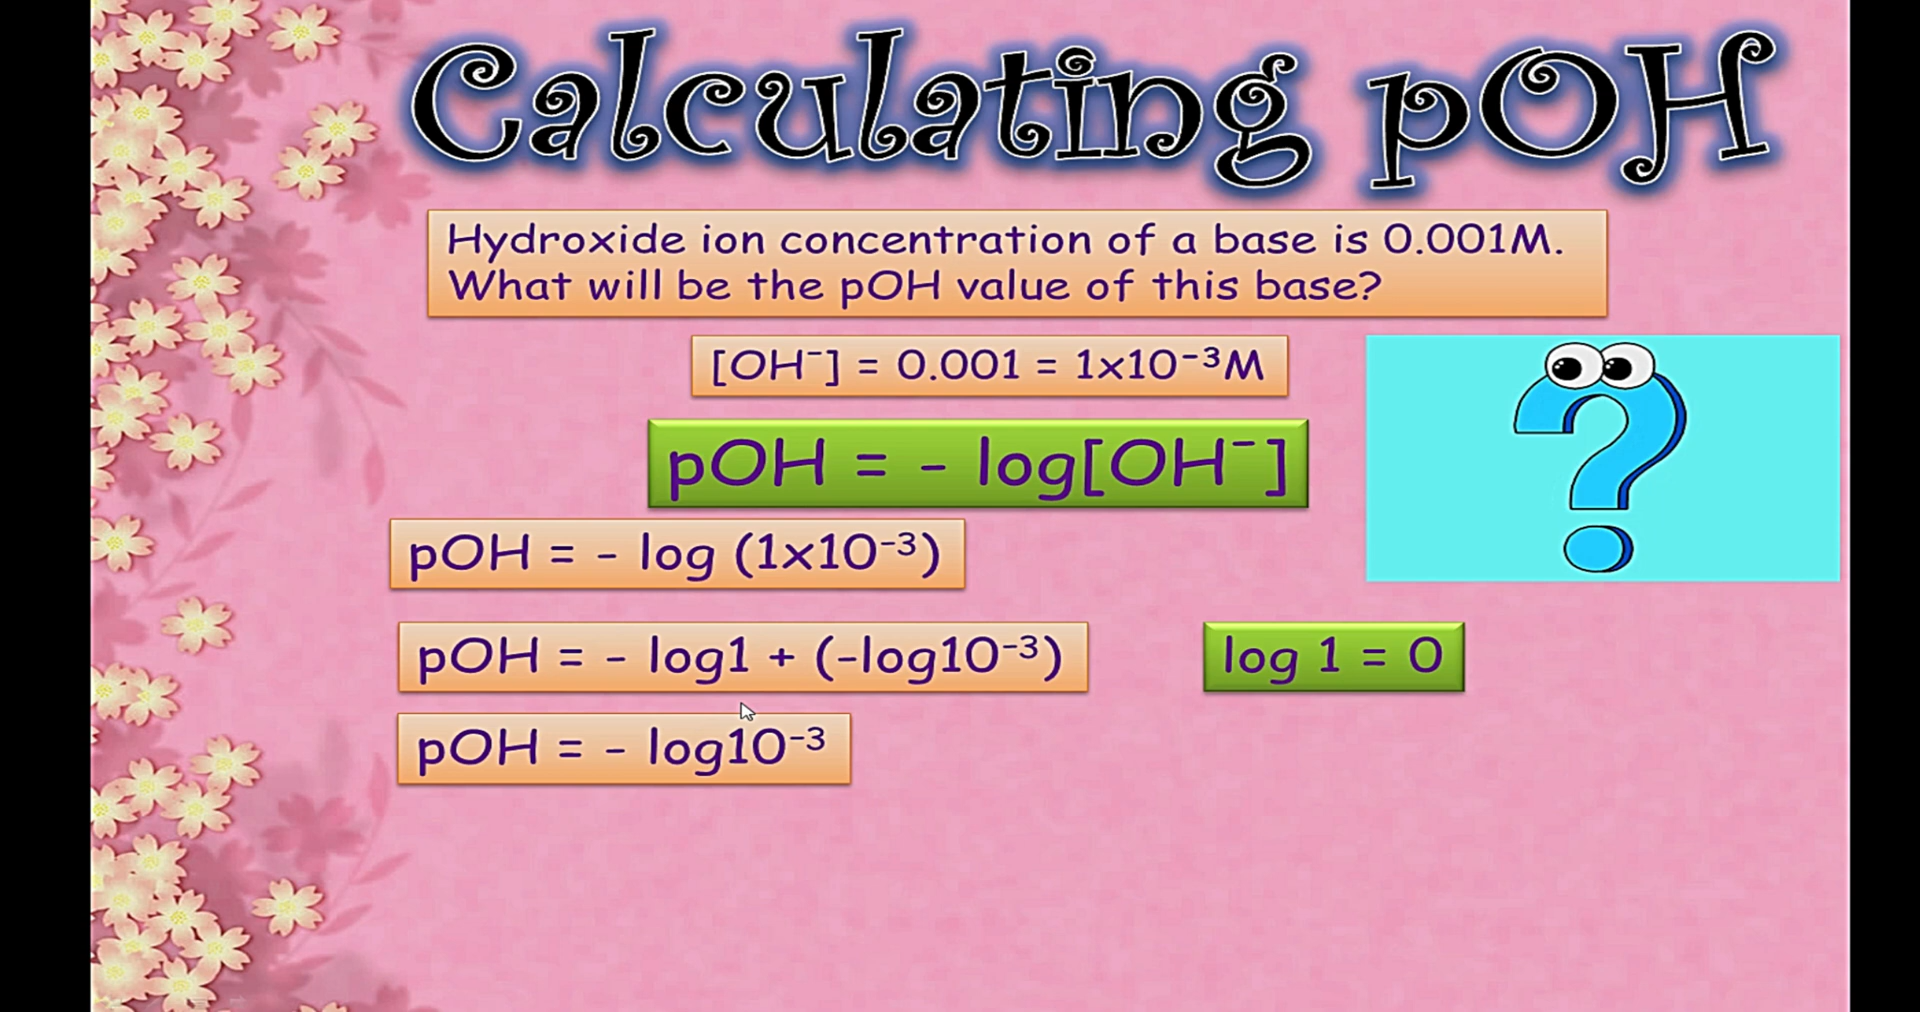 Calculating pOH
Hydroxide ion concentration of a base is 0.001M.
What will be the pOH value of this base?
[OH⁻] = 0.001 = 1x10⁻³M
pOH = - log[OH⁻]
pOH = - log (1x10⁻³)
pOH = - log1 + (-log10⁻³)
log 1 = 0
pOH = - log10⁻³